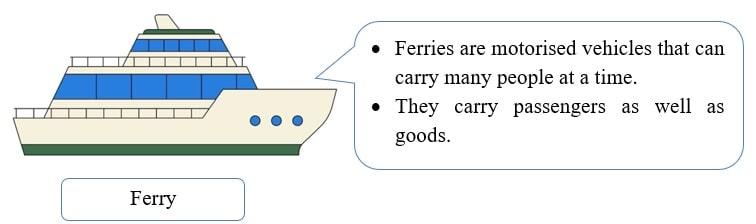 • Ferries are motorised vehicles that can
carry many people at a time.
• They carry passengers as well as
goods.
Ferry